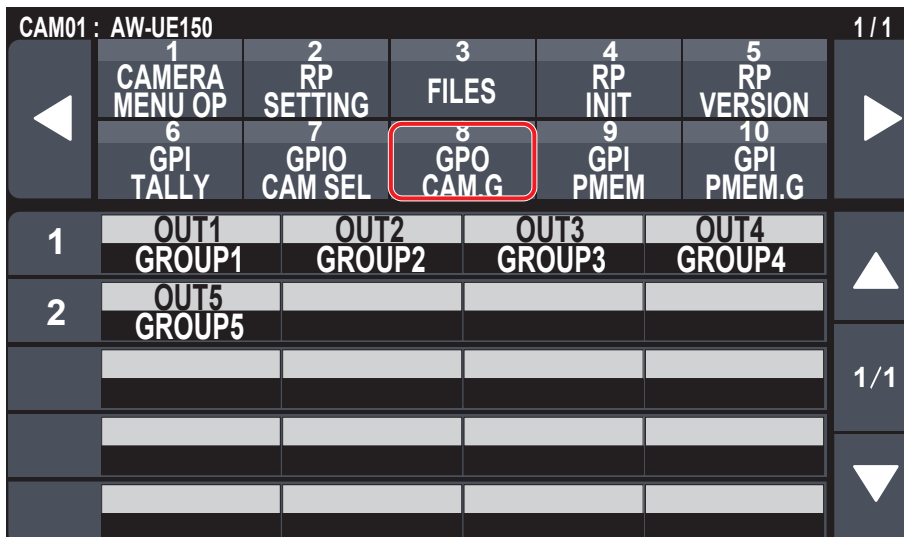 CAM01 : AW-UE150 1 / 1
1 2 3 4 5
CAMERA MENU OP RP SETTING FILES RP INIT RP VERSION
6 7 8 9 10
GPI TALLY GPIO CAM SEL GPO CAM.G GPI PMEM GPI PMEM.G
1 OUT1 OUT2 OUT3 OUT4
GROUP1 GROUP2 GROUP3 GROUP4
2 OUT5
GROUP5
1/1